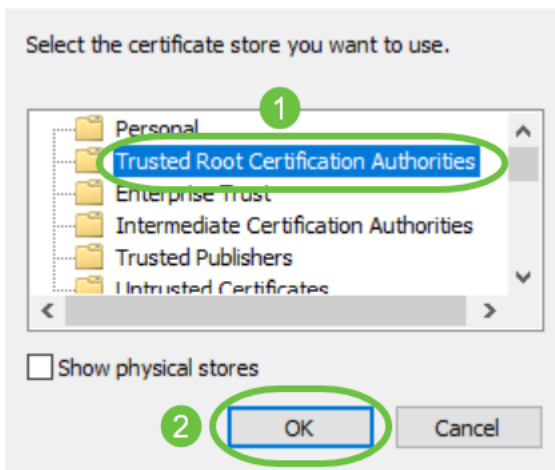 Select the certificate store you want to use.
1
Personal
Trusted Root Certification Authorities
Enterprise Trust
Intermediate Certification Authorities
Trusted Publishers
Untrusted Certificates
Show physical stores
2 OK Cancel